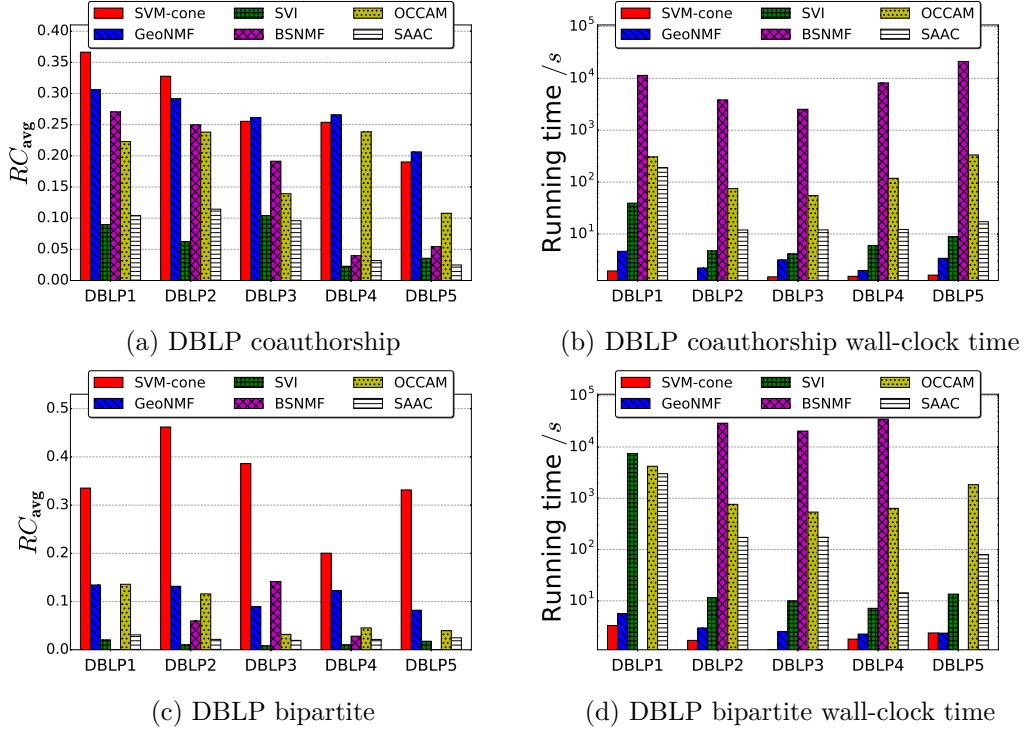 SVM-cone SVI OCCAM
GeoNMF BSNMF SAAC
0.40
0.35
0.30
0.25
0.20
0.15
0.10
0.05
0.00
RC_avg
DBLP1 DBLP2 DBLP3 DBLP4 DBLP5
(a) DBLP coauthorship
SVM-cone SVI OCCAM
GeoNMF BSNMF SAAC
10^5
10^4
10^3
10^2
10^1
Running time /s
DBLP1 DBLP2 DBLP3 DBLP4 DBLP5
(b) DBLP coauthorship wall-clock time
SVM-cone SVI OCCAM
GeoNMF BSNMF SAAC
0.5
0.4
0.3
0.2
0.1
0.0
RC_avg
DBLP1 DBLP2 DBLP3 DBLP4 DBLP5
(c) DBLP bipartite
SVM-cone SVI OCCAM
GeoNMF BSNMF SAAC
10^5
10^4
10^3
10^2
10^1
Running time /s
DBLP1 DBLP2 DBLP3 DBLP4 DBLP5
(d) DBLP bipartite wall-clock time